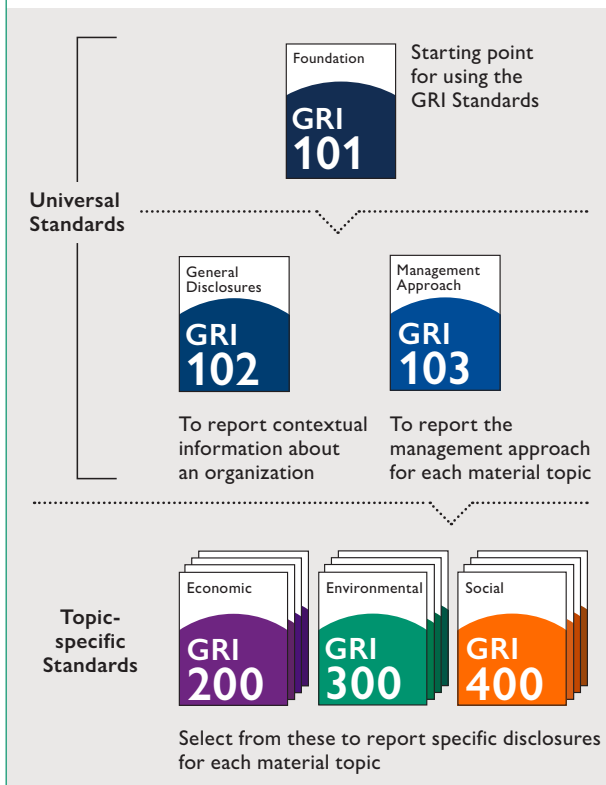 Foundation
GRI
101
Starting point
for using the
GRI Standards
Universal
Standards
General
Disclosures
GRI
102
To report contextual
information about
an organization
Management
Approach
GRI
103
To report the
management approach
for each material topic
Topic-
specific
Standards
Economic
GRI
200
Environmental
GRI
300
Social
GRI
400
Select from these to report specific disclosures
for each material topic